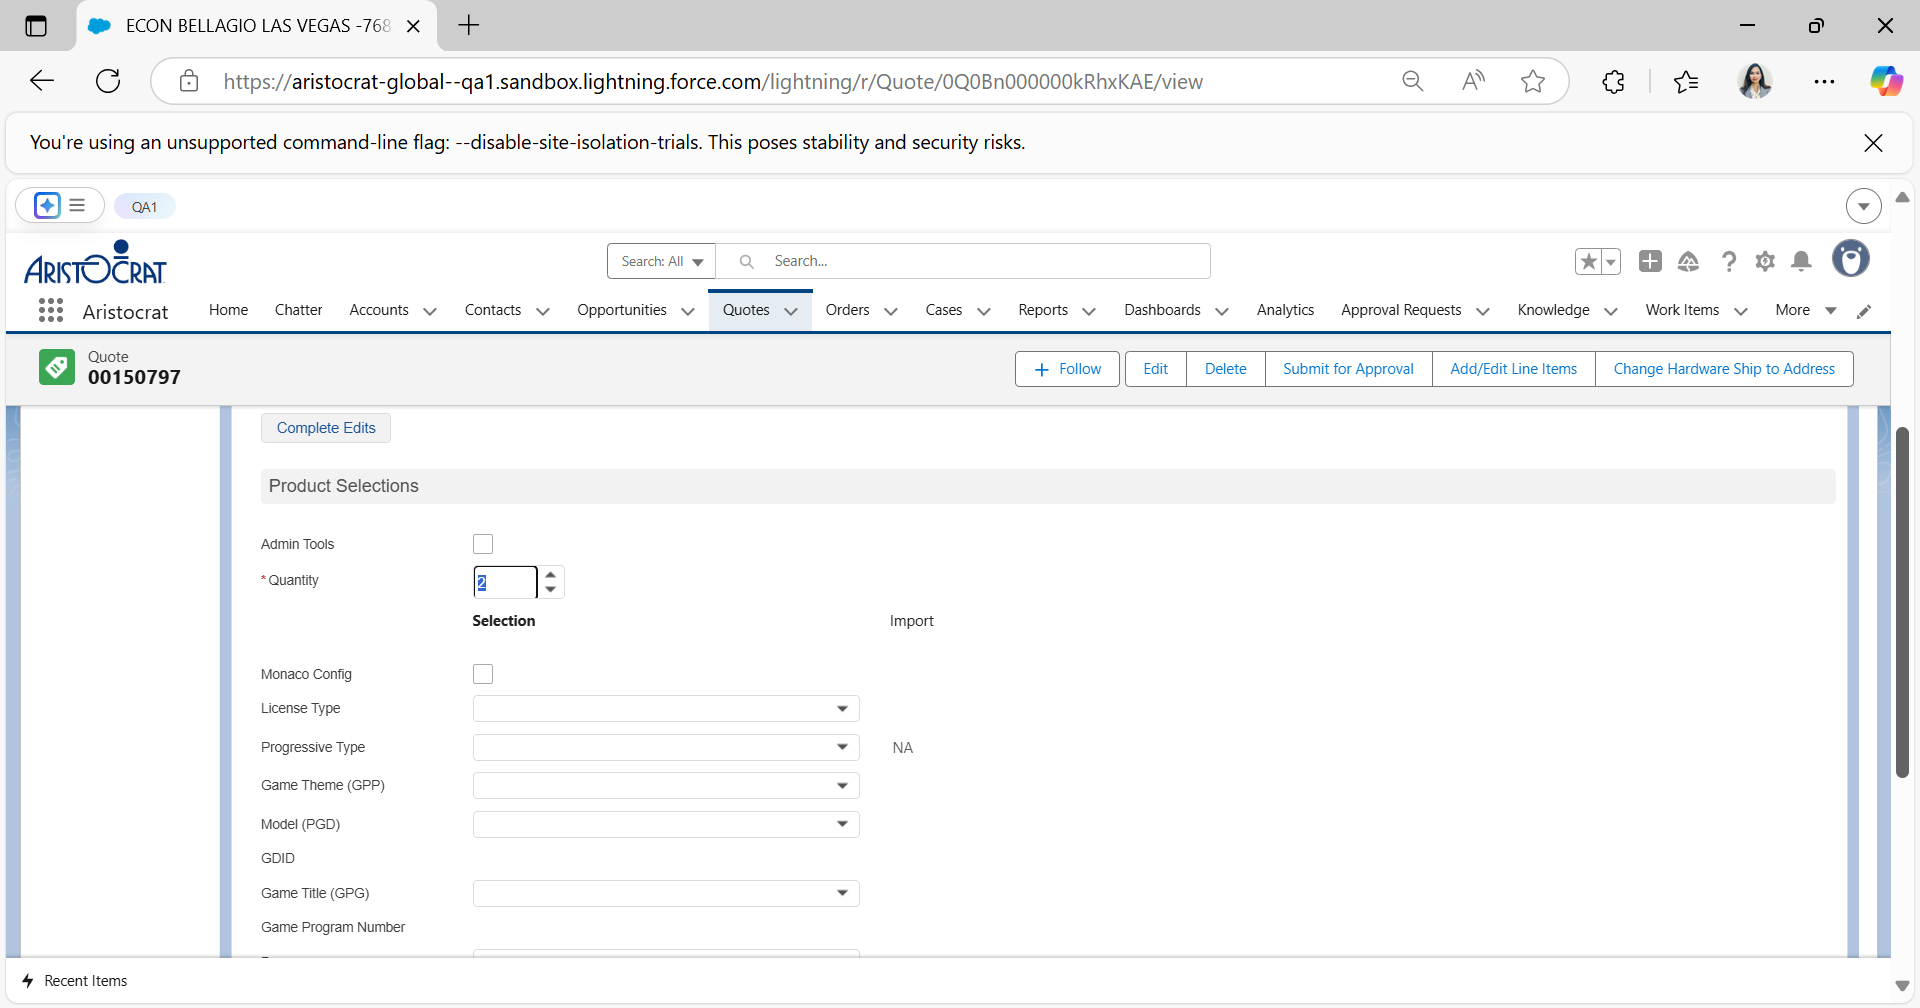 ECON BELLAGIO LAS VEGAS -768
https://aristocrat-global--qa1.sandbox.lightning.force.com/lightning/r/Quote/0Q0Bn000000kRhxKAE/view
You're using an unsupported command-line flag: --disable-site-isolation-trials. This poses stability and security risks.
QA1
ARISTOCRAT
Search: All
Search...
Aristocrat
Home
Chatter
Accounts
Contacts
Opportunities
Quotes
Orders
Cases
Reports
Dashboards
Analytics
Approval Requests
Knowledge
Work Items
More
Quote
00150797
Follow
Edit
Delete
Submit for Approval
Add/Edit Line Items
Change Hardware Ship to Address
Complete Edits
Product Selections
Admin Tools
*Quantity
2
Selection
Import
Monaco Config
License Type
Progressive Type
NA
Game Theme (GPP)
Model (PGD)
GDID
Game Title (GPG)
Game Program Number
Recent Items